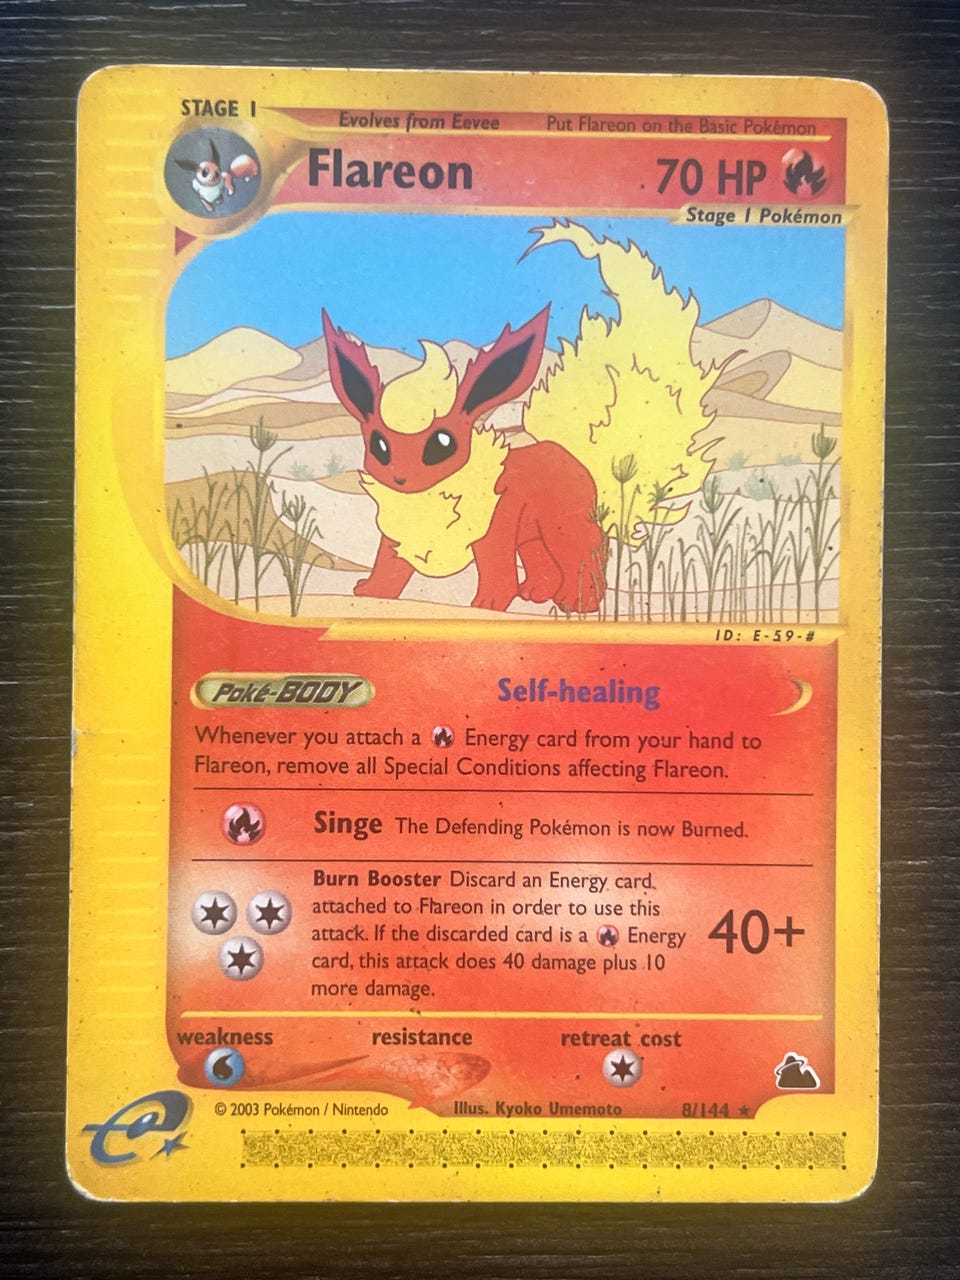 STAGE 1
Evolves from Eevee Put Flareon on the Basic Pokémon
Flareon 70 HP
Stage 1 Pokémon
ID: E-59-#
Poké-BODY Self-healing
Whenever you attach a Energy card from your hand to
Flareon, remove all Special Conditions affecting Flareon.
Singe The Defending Pokémon is now Burned.
Burn Booster Discard an Energy card
attached to Flareon in order to use this
attack. If the discarded card is a Energy
card, this attack does 40 damage plus 10
more damage.
40+
weakness resistance retreat cost
© 2003 Pokémon / Nintendo Illus. Kyoko Umemoto 8/144 ★
e